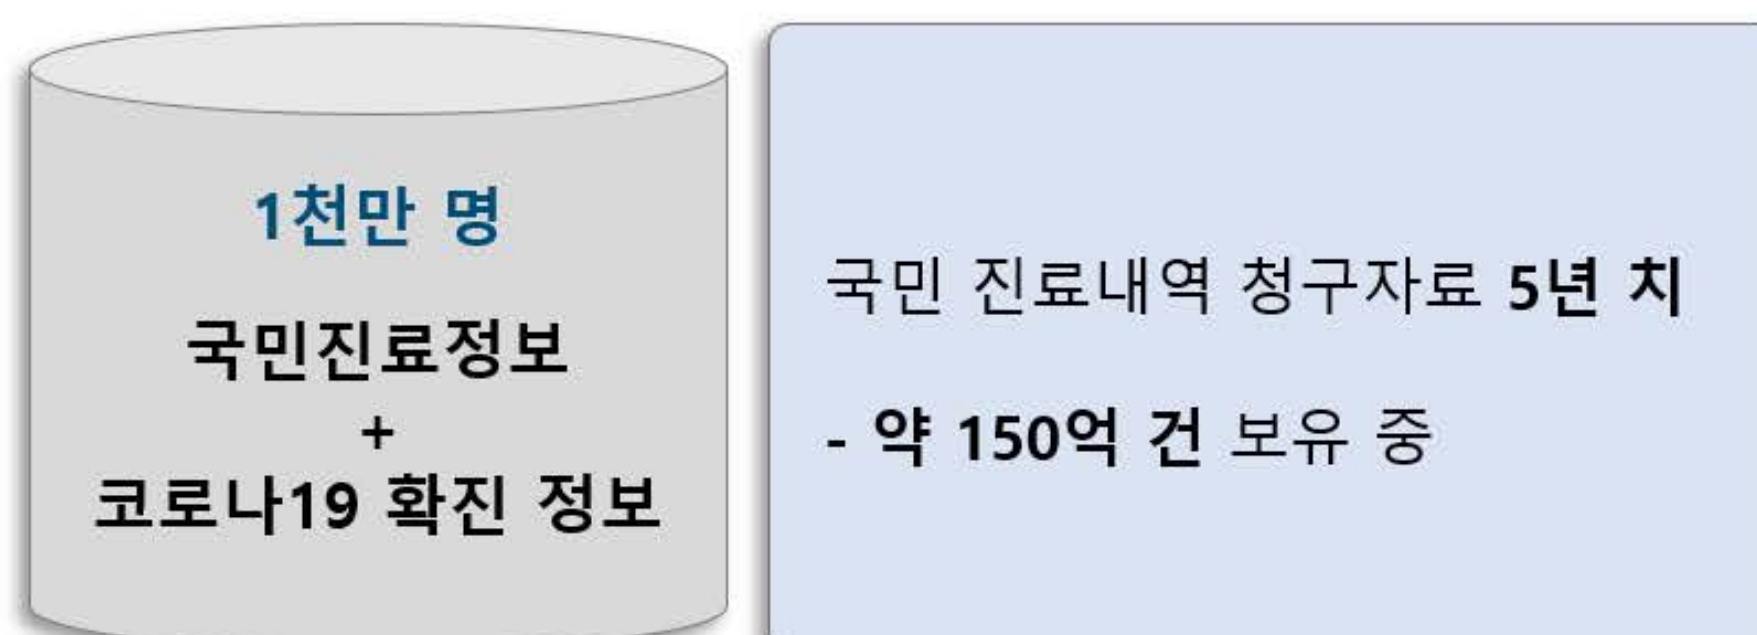 1천만 명
국민진료정보
+
코로나19 확진 정보
국민 진료내역 청구자료 5년 치
- 약 150억 건 보유 중